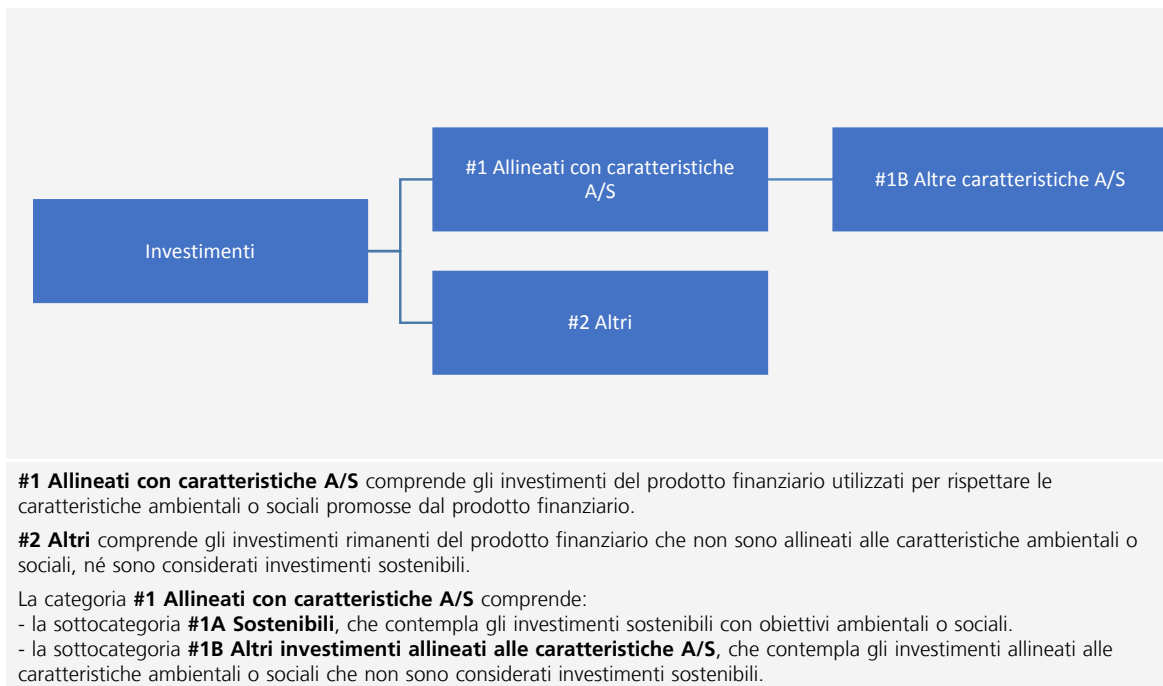 #1 Allineati con caratteristiche
A/S
#1B Altre caratteristiche A/S
Investimenti
#2 Altri
#1 Allineati con caratteristiche A/S comprende gli investimenti del prodotto finanziario utilizzati per rispettare le
caratteristiche ambientali o sociali promosse dal prodotto finanziario.
#2 Altri comprende gli investimenti rimanenti del prodotto finanziario che non sono allineati alle caratteristiche ambientali o
sociali, né sono considerati investimenti sostenibili.
La categoria #1 Allineati con caratteristiche A/S comprende:
- la sottocategoria #1A Sostenibili, che contempla gli investimenti sostenibili con obiettivi ambientali o sociali.
- la sottocategoria #1B Altri investimenti allineati alle caratteristiche A/S, che contempla gli investimenti allineati alle
caratteristiche ambientali o sociali che non sono considerati investimenti sostenibili.